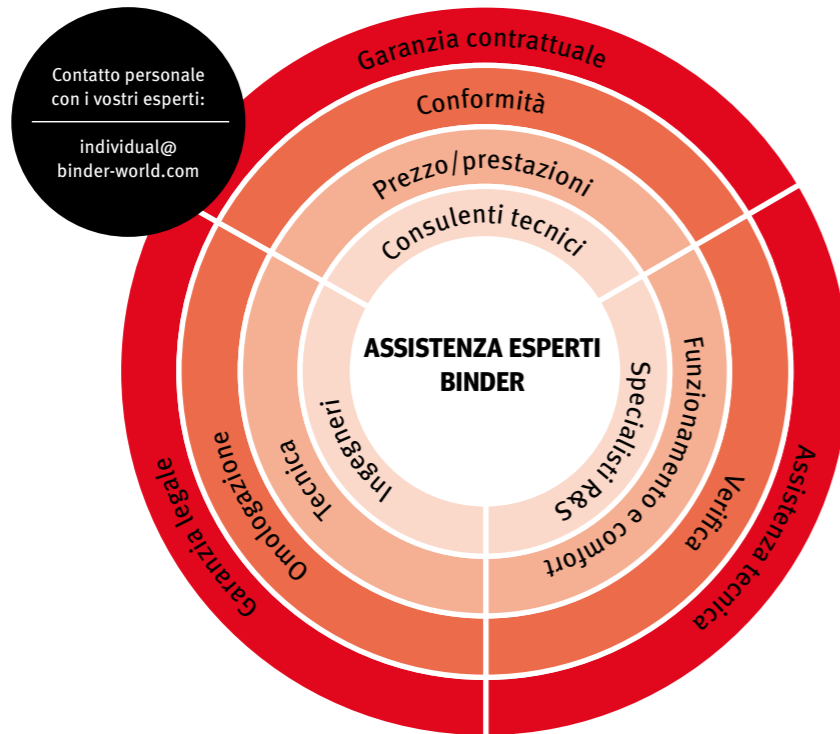 Contatto personale
con i vostri esperti:
individual@
binder-world.com
Garanzia contrattuale
Conformità
Prezzo/prestazioni
Consulenti tecnici
ASSISTENZA ESPERTI
BINDER
Ingegneri
Tecnica
Omologazione
Garanzia legale
Specialisti R&S
Funzionamento e comfort
Verifica
Assistenza tecnica